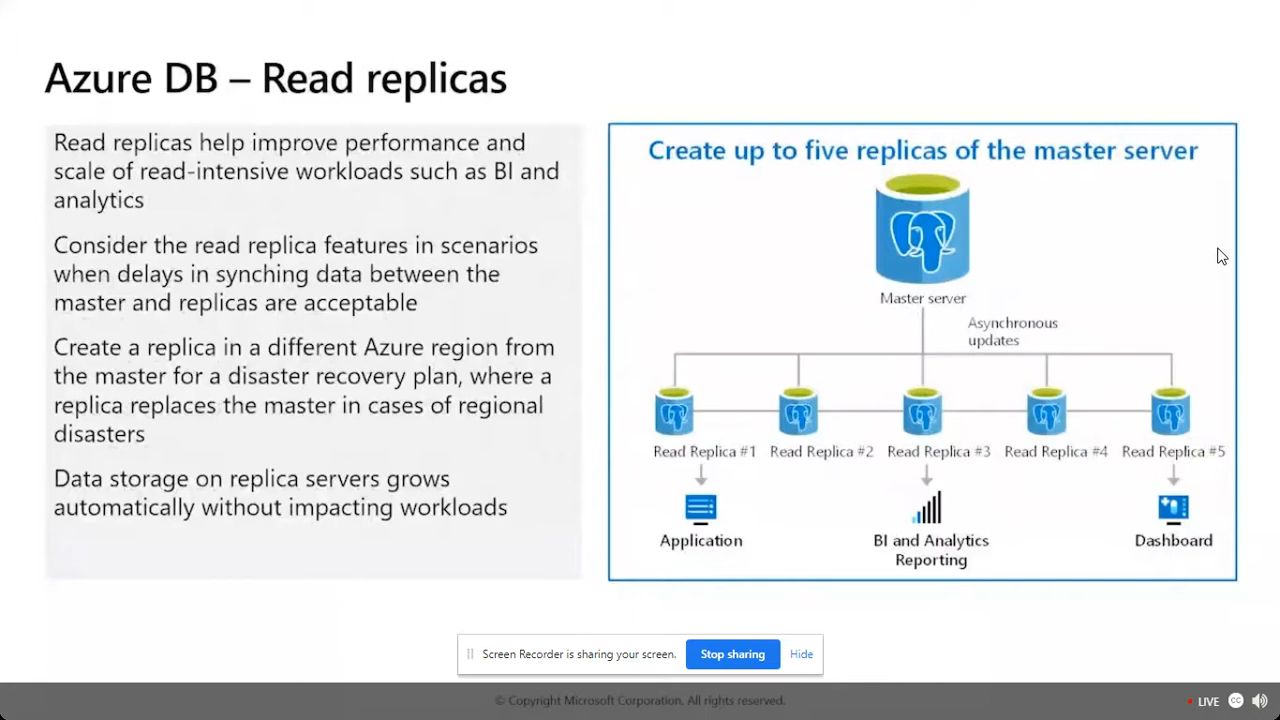 Azure DB – Read replicas
Read replicas help improve performance and
scale of read-intensive workloads such as BI and
analytics
Consider the read replica features in scenarios
when delays in synching data between the
master and replicas are acceptable
Create a replica in a different Azure region from
the master for a disaster recovery plan, where a
replica replaces the master in cases of regional
disasters
Data storage on replica servers grows
automatically without impacting workloads
Create up to five replicas of the master server
Master server
Asynchronous
updates
Read Replica #1
Read Replica #2
Read Replica #3
Read Replica #4
Read Replica #5
Application
BI and Analytics
Reporting
Dashboard
Screen Recorder is sharing your screen.
Stop sharing
Hide
© Copyright Microsoft Corporation. All rights reserved.
LIVE
CC